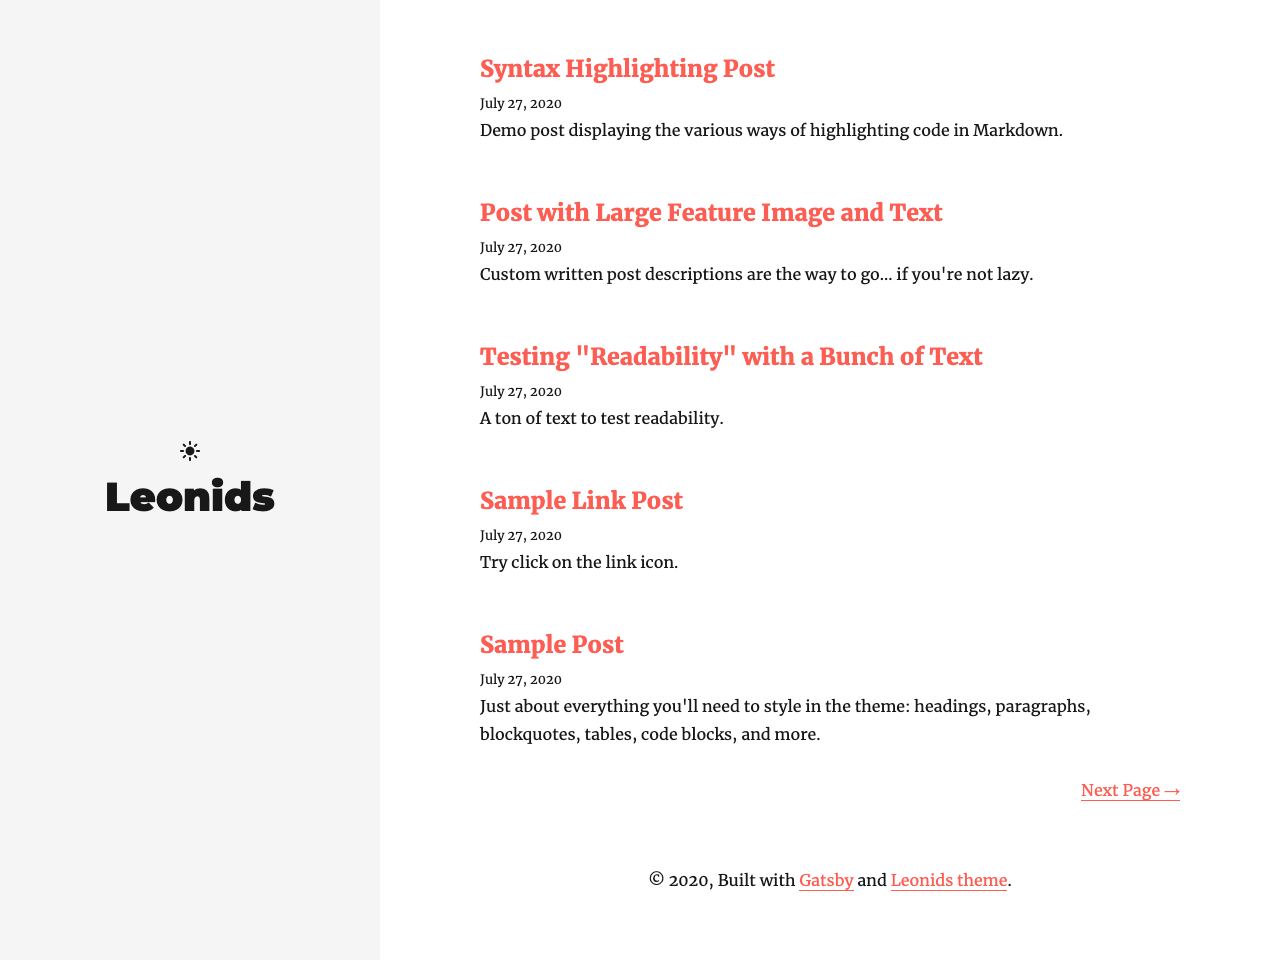 Leonids
Syntax Highlighting Post
July 27, 2020
Demo post displaying the various ways of highlighting code in Markdown.
Post with Large Feature Image and Text
July 27, 2020
Custom written post descriptions are the way to go... if you're not lazy.
Testing "Readability" with a Bunch of Text
July 27, 2020
A ton of text to test readability.
Sample Link Post
July 27, 2020
Try click on the link icon.
Sample Post
July 27, 2020
Just about everything you'll need to style in the theme: headings, paragraphs,
blockquotes, tables, code blocks, and more.
Next Page →
© 2020, Built with Gatsby and Leonids theme.